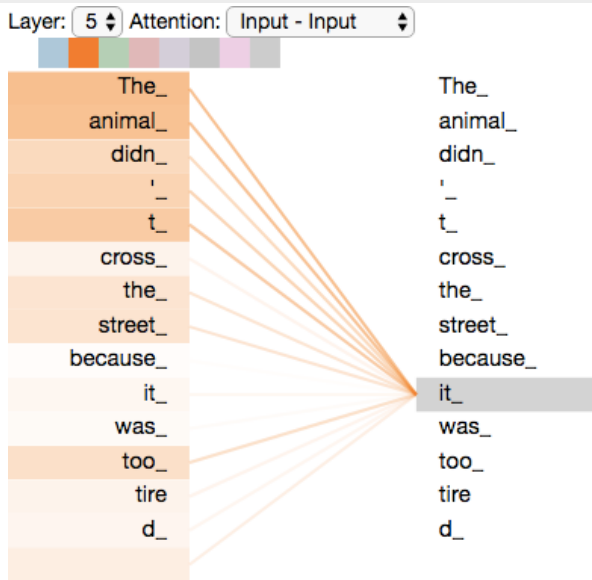 Layer: 5 Attention: Input - Input
The_ The_
animal_ animal_
didn_ didn_
'_ '_
t_ t_
cross_ cross_
the_ the_
street_ street_
because_ because_
it_ it_
was_ was_
too_ too_
tire tire
d_ d_